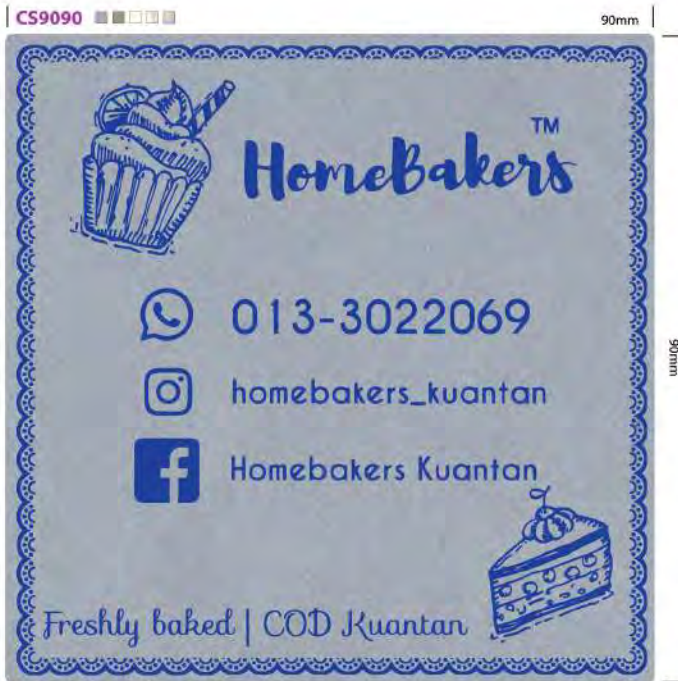 CS9090
90mm
HomeBakers TM
013-3022069
homebakers_kuantan
Homebakers Kuantan
90mm
Freshly baked | COD Kuantan